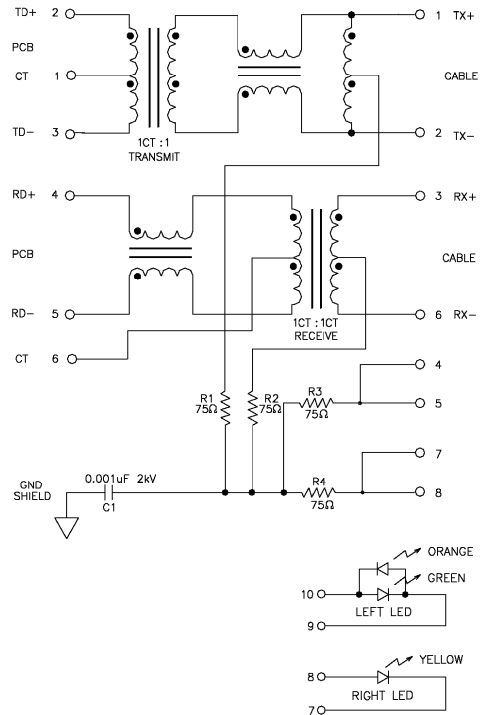 TD+ 2
1 TX+
PCB
CT 1
CABLE
TD- 3
2 TX-
1CT : 1
TRANSMIT
RD+ 4
3 RX+
PCB
CABLE
RD- 5
6 RX-
1CT : 1CT
RECEIVE
CT 6
4
R1
75Ω
R2
75Ω
R3
75Ω
5
7
0.001uF 2kV
C1
GND
SHIELD
R4
75Ω
8
ORANGE
GREEN
10
LEFT LED
9
YELLOW
8
RIGHT LED
7